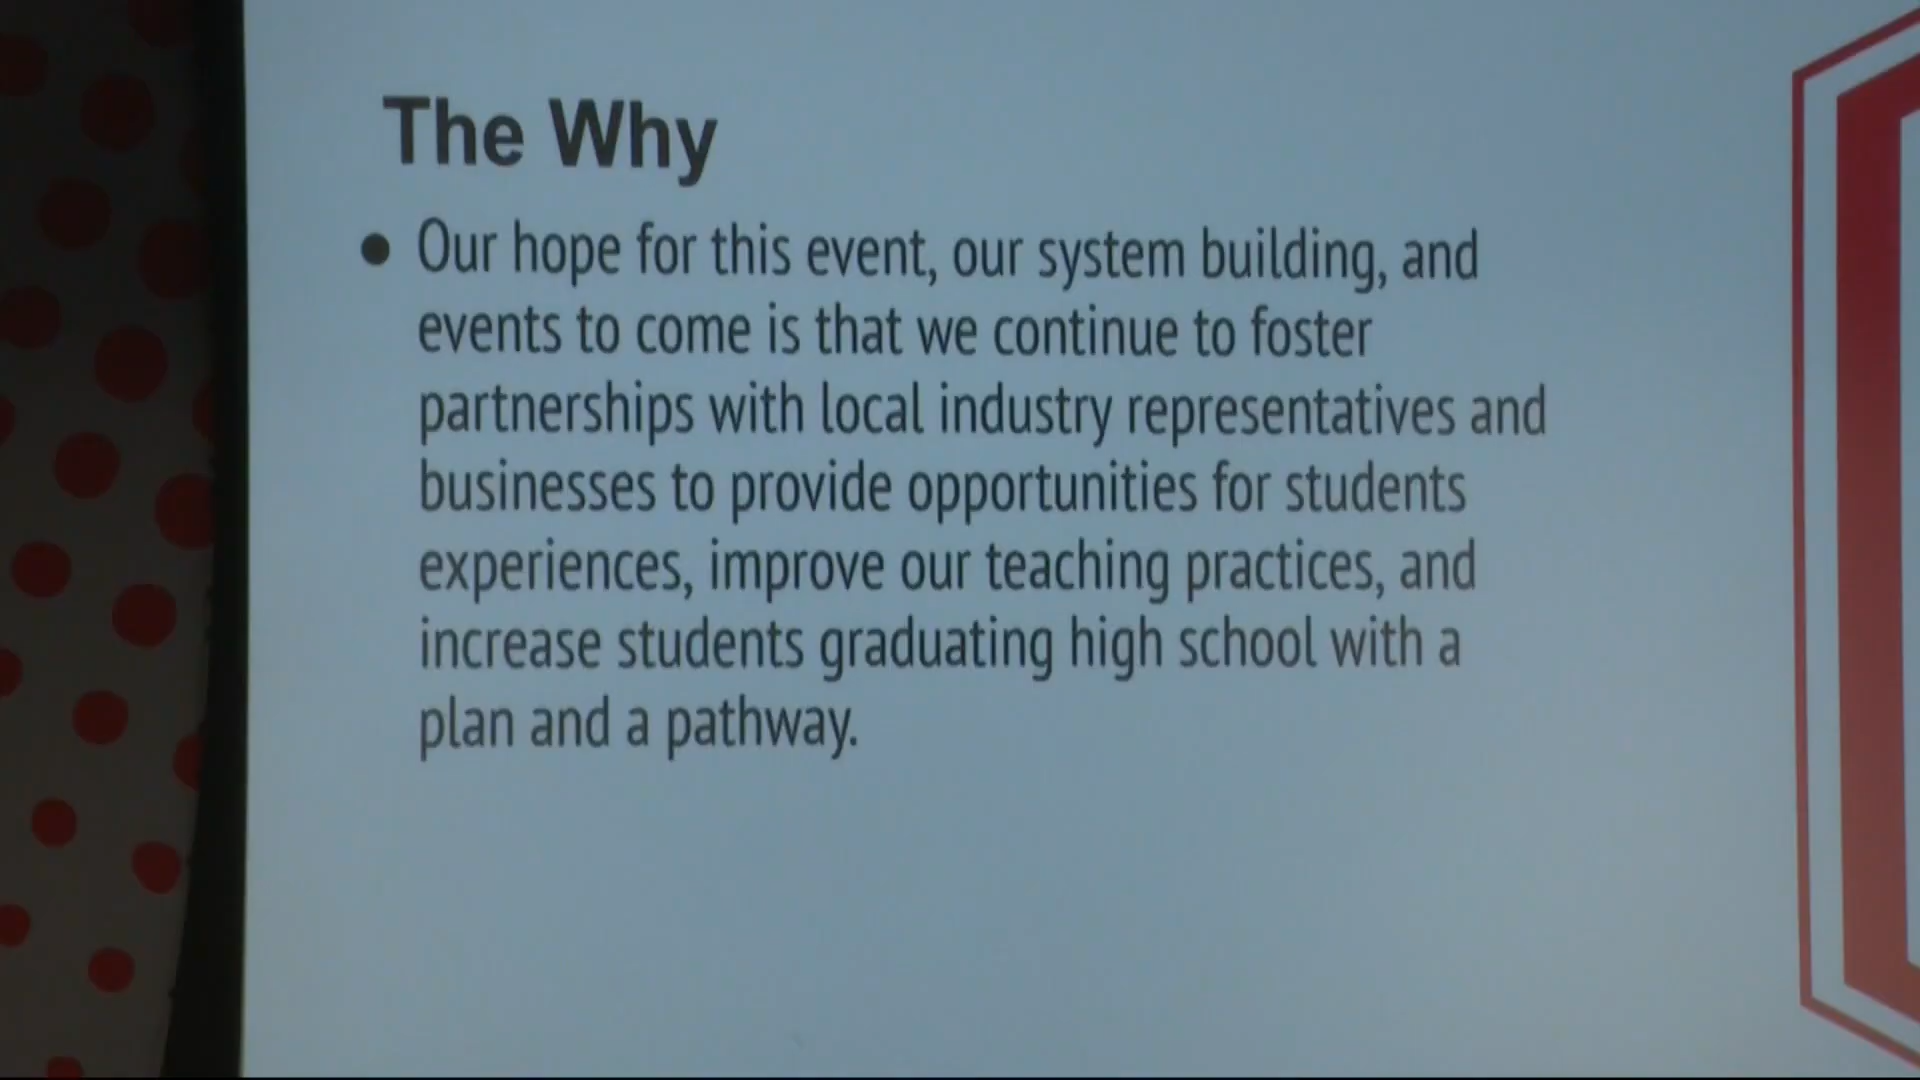 The Why
• Our hope for this event, our system building, and
events to come is that we continue to foster
partnerships with local industry representatives and
businesses to provide opportunities for students
experiences, improve our teaching practices, and
increase students graduating high school with a
plan and a pathway.